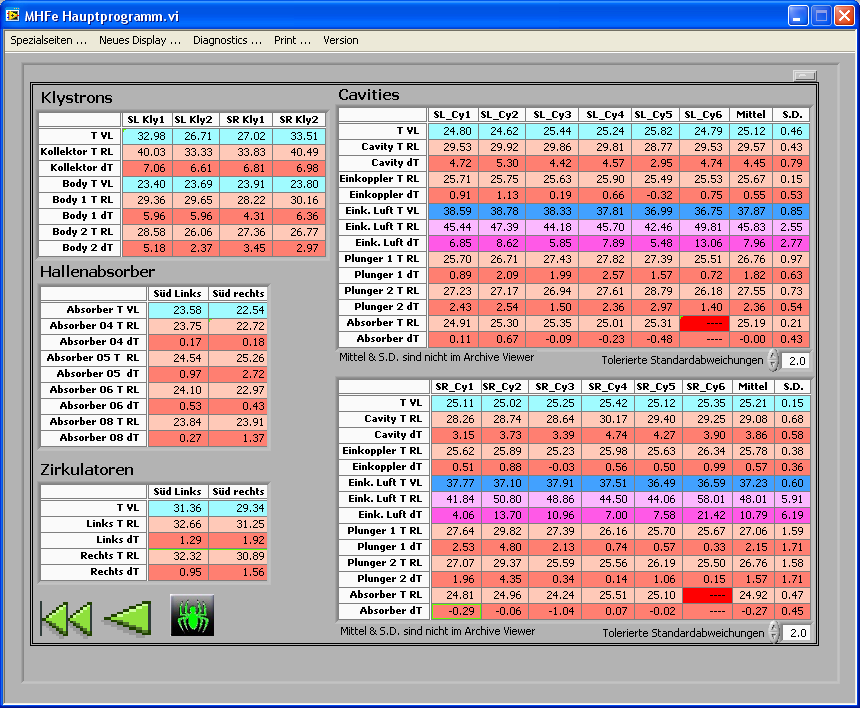 MHFe Hauptprogramm.vi
Spezialseiten ... Neues Display ... Diagnostics ... Print ... Version
Klystrons
SL Kly1 SL Kly2 SR Kly1 SR Kly2
T VL 32.98 26.71 27.02 33.51
Kollektor T RL 40.03 33.33 33.83 40.49
Kollektor dT 7.06 6.61 6.81 6.98
Body T VL 23.40 23.69 23.91 23.80
Body 1 T RL 29.36 29.65 28.22 30.16
Body 1 dT 5.96 5.96 4.31 6.36
Body 2 T RL 28.58 26.06 27.36 26.77
Body 2 dT 5.18 2.37 3.45 2.97
Hallenabsorber
Süd Links Süd rechts
Absorber T VL 23.58 22.54
Absorber 04 T RL 23.75 22.72
Absorber 04 dT 0.17 0.18
Absorber 05 T RL 24.54 25.26
Absorber 05 dT 0.97 2.72
Absorber 06 T RL 24.10 22.97
Absorber 06 dT 0.53 0.43
Absorber 08 T RL 23.84 23.91
Absorber 08 dT 0.27 1.37
Zirkulatoren
Süd Links Süd rechts
T VL 31.36 29.34
Links T RL 32.66 31.25
Links dT 1.29 1.92
Rechts T RL 32.32 30.89
Rechts dT 0.95 1.56
Cavities
SL_Cy1 SL_Cy2 SL_Cy3 SL_Cy4 SL_Cy5 SL_Cy6 Mittel S.D.
T VL 24.80 24.62 25.44 25.24 25.82 24.79 25.12 0.46
Cavity T RL 29.53 29.92 29.86 29.81 28.77 29.53 29.57 0.43
Cavity dT 4.72 5.30 4.42 4.57 2.95 4.74 4.45 0.79
Einkoppler T RL 25.71 25.75 25.63 25.90 25.49 25.53 25.67 0.15
Einkoppler dT 0.91 1.13 0.19 0.66 -0.32 0.75 0.55 0.53
Eink. Luft T VL 38.59 38.78 38.33 37.81 36.99 36.75 37.87 0.85
Eink. Luft T RL 45.44 47.39 44.18 45.70 42.46 49.81 45.83 2.55
Eink. Luft dT 6.85 8.62 5.85 7.89 5.48 13.06 7.96 2.77
Plunger 1 T RL 25.70 26.71 27.43 27.82 27.39 25.51 26.76 0.97
Plunger 1 dT 0.89 2.09 1.99 2.57 1.57 0.72 1.82 0.63
Plunger 2 T RL 27.23 27.17 26.94 27.61 28.79 26.18 27.55 0.73
Plunger 2 dT 2.43 2.54 1.50 2.36 2.97 1.40 2.36 0.54
Absorber T RL 24.91 25.30 25.35 25.01 25.31 ---- 25.19 0.21
Absorber dT 0.11 0.67 -0.09 -0.23 -0.48 ---- -0.00 0.43
Mittel & S.D. sind nicht im Archive Viewer Tolerierte Standardabweichungen 2.0
SR_Cy1 SR_Cy2 SR_Cy3 SR_Cy4 SR_Cy5 SR_Cy6 Mittel S.D.
T VL 25.11 25.02 25.25 25.42 25.12 25.35 25.21 0.15
Cavity T RL 28.26 28.74 28.64 30.17 29.40 29.25 29.08 0.68
Cavity dT 3.15 3.73 3.39 4.74 4.27 3.90 3.86 0.58
Einkoppler T RL 25.62 25.89 25.23 25.98 25.63 26.34 25.78 0.38
Einkoppler dT 0.51 0.88 -0.03 0.56 0.50 0.99 0.57 0.36
Eink. Luft T VL 37.77 37.10 37.91 37.51 36.49 36.59 37.23 0.60
Eink. Luft T RL 41.84 50.80 48.86 44.50 44.06 58.01 48.01 5.91
Eink. Luft dT 4.06 13.70 10.96 7.00 7.58 21.42 10.79 6.19
Plunger 1 T RL 27.64 29.82 27.39 26.16 25.70 25.67 27.06 1.59
Plunger 1 dT 2.53 4.80 2.13 0.74 0.57 0.33 2.15 1.71
Plunger 2 T RL 27.07 29.37 25.59 25.56 26.19 25.50 26.76 1.58
Plunger 2 dT 1.96 4.35 0.34 0.14 1.06 0.15 1.57 1.71
Absorber T RL 24.81 24.96 24.24 25.51 25.10 ---- 24.92 0.47
Absorber dT -0.29 -0.06 -1.04 0.07 -0.02 ---- -0.27 0.45
Mittel & S.D. sind nicht im Archive Viewer Tolerierte Standardabweichungen 2.0